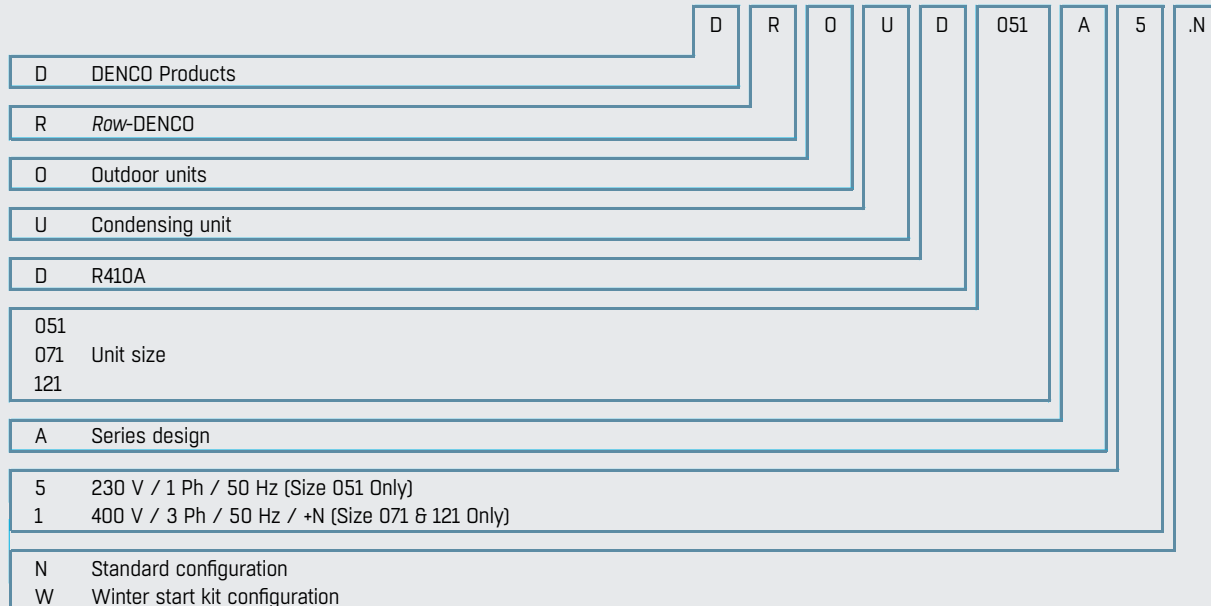 D R O U D 051 A 5 .N
D DENCO Products
R Row-DENCO
O Outdoor units
U Condensing unit
D R410A
051
071 Unit size
121
A Series design
5 230 V / 1 Ph / 50 Hz (Size 051 Only)
1 400 V / 3 Ph / 50 Hz / +N (Size 071 & 121 Only)
N Standard configuration
W Winter start kit configuration